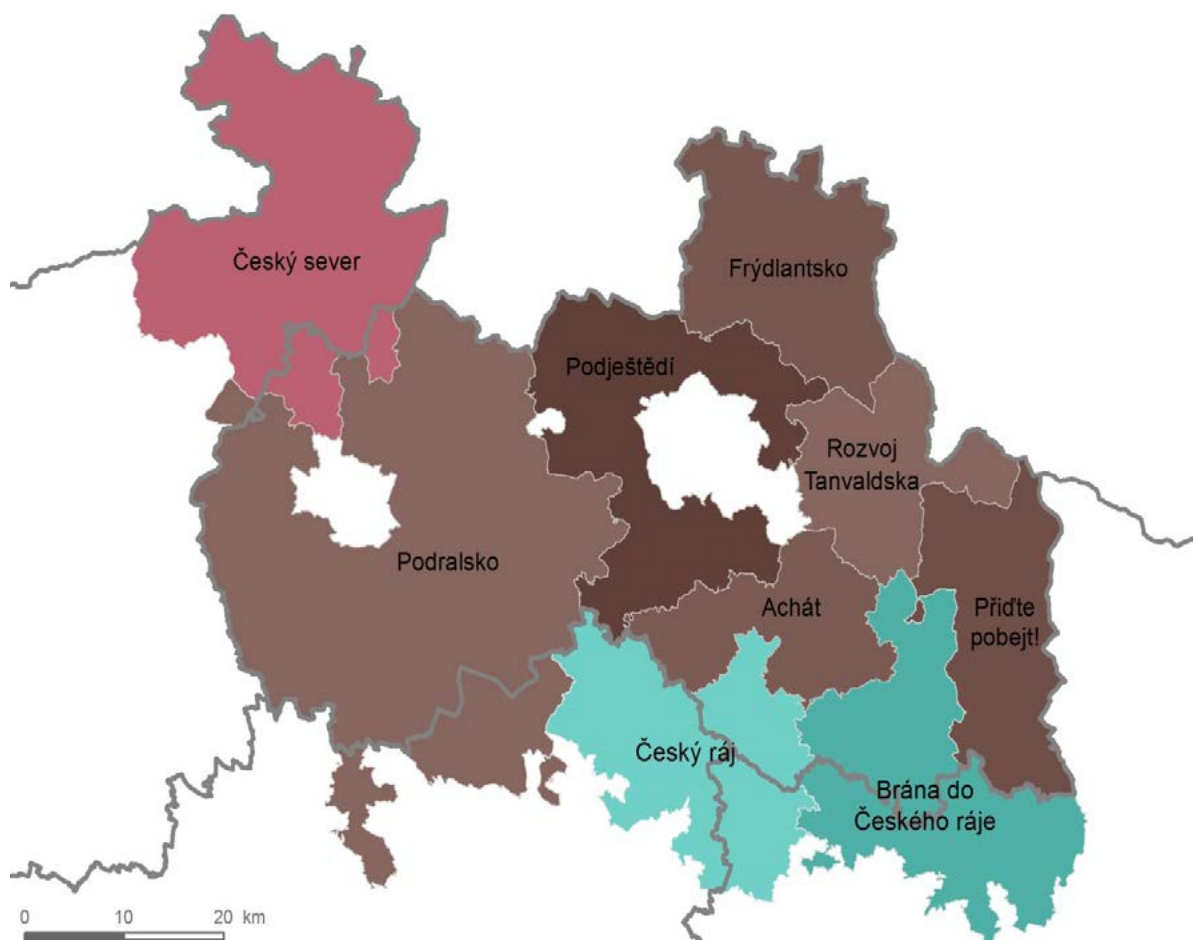 Český sever
Frýdlantsko
Podještědí
Rozvoj
Tanvaldska
Podralsko
Achát
Přiďte
pobejt!
Český ráj
Brána do
Českého ráje
0 10 20 km